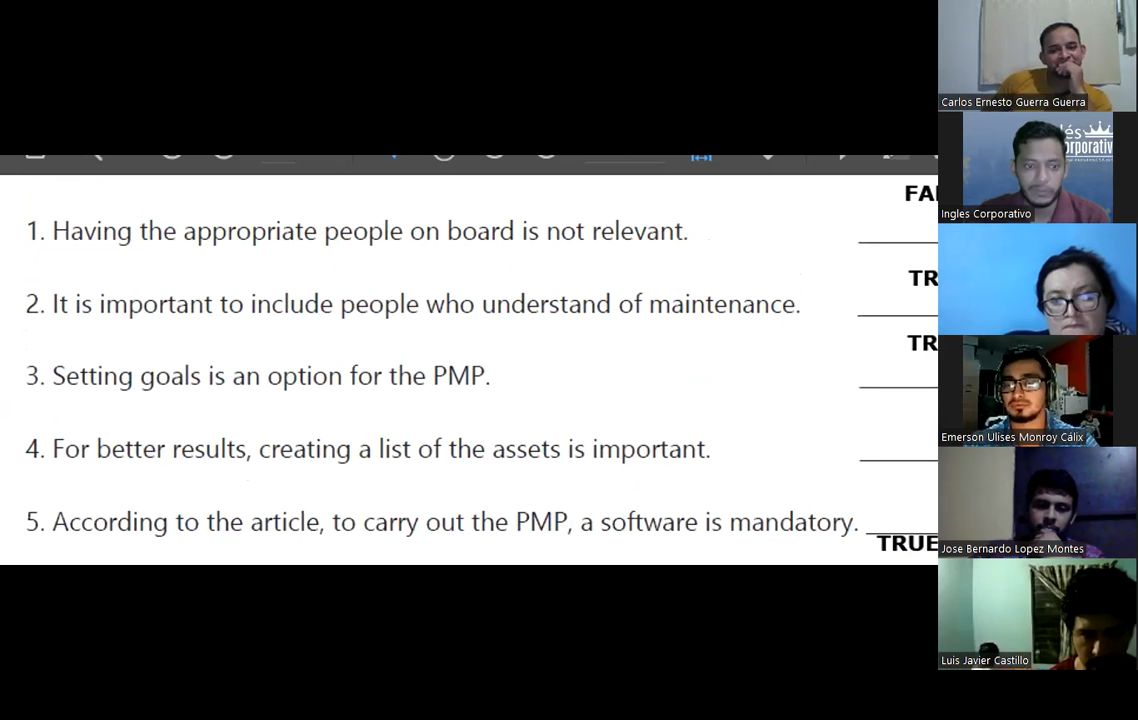 Carlos Ernesto Guerra Guerra
Ingles Corporativo
FAL
1. Having the appropriate people on board is not relevant.
TR
2. It is important to include people who understand of maintenance.
TR
3. Setting goals is an option for the PMP.
Emerson Ulises Monroy Cálix
4. For better results, creating a list of the assets is important.
5. According to the article, to carry out the PMP, a software is mandatory.
TRUE
Jose Bernardo Lopez Montes
Luis Javier Castillo